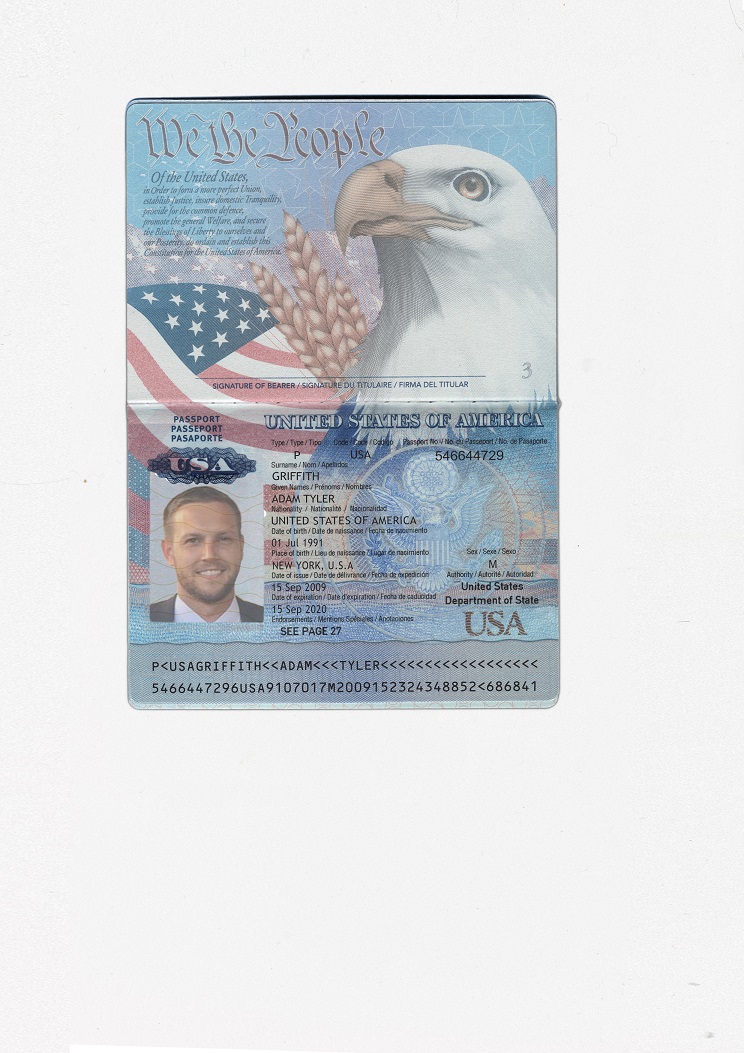 We the People
Of the United States,
in Order to form a more perfect Union,
establish Justice, insure domestic Tranquility,
provide for the common defence,
promote the general Welfare, and secure
the Blessings of Liberty to ourselves and
our Posterity, do ordain and establish this
Constitution for the United States of America.
3
SIGNATURE OF BEARER / SIGNATURE DU TITULAIRE / FIRMA DEL TITULAR
PASSPORT
PASSEPORT
PASAPORTE
USA
UNITED STATES OF AMERICA
Type / Type / Tipo Code / Code / Codigo Passport No. / No. du Passeport / No. de Pasaporte
P USA 546644729
Surname / Nom / Apellidos
GRIFFITH
Given Names / Prénoms / Nombres
ADAM TYLER
Nationality / Nationalité / Nacionalidad
UNITED STATES OF AMERICA
Date of birth / Date de naissance / Fecha de nacimiento
01 Jul 1991
Place of birth / Lieu de naissance / Lugar de nacimiento Sex / Sexe / Sexo
NEW YORK, U.S.A M
Date of issue / Date de délivrance / Fecha de expedición Authority / Autorité / Autoridad
15 Sep 2009 United States
Date of expiration / Date d'expiration / Fecha de caducidad Department of State
15 Sep 2020
Endorsements / Mentions Spéciales / Anotaciones
SEE PAGE 27 USA
P<USAGRIFFITH<<ADAM<<<TYLER<<<<<<<<<<<<<<<<<<
5466447296USA9107017M2009152324348852<686841